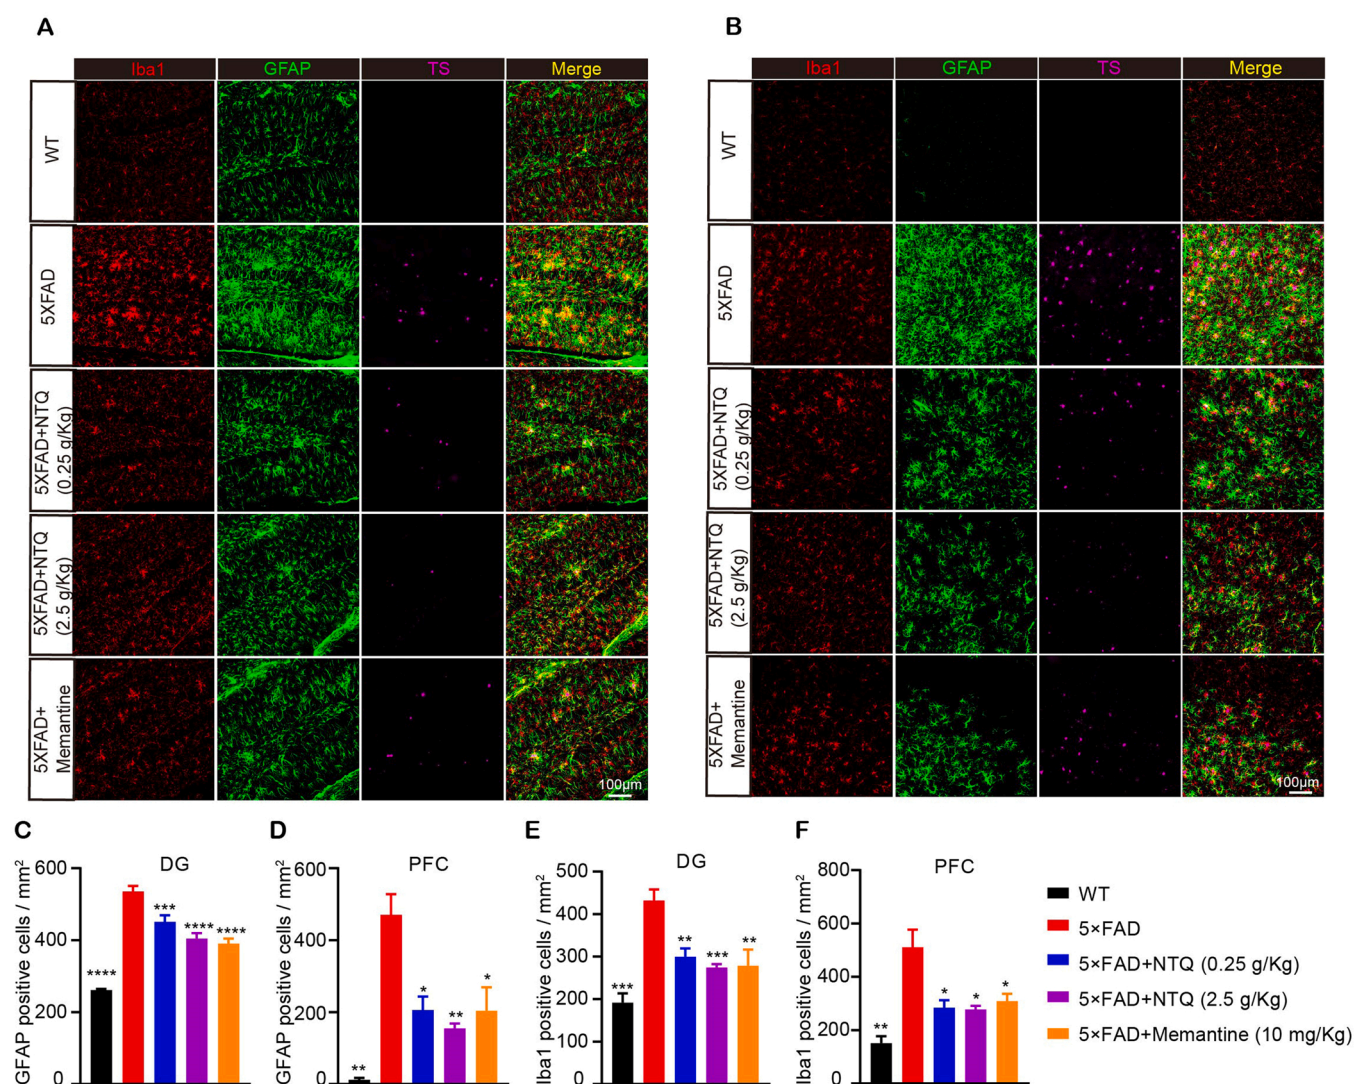 A
Iba1 GFAP TS Merge
WT
5XFAD
5XFAD+NTQ
(0.25 g/Kg)
5XFAD+NTQ
(2.5 g/Kg)
5XFAD+
Memantine
100μm
B
Iba1 GFAP TS Merge
WT
5XFAD
5XFAD+NTQ
(0.25 g/Kg)
5XFAD+NTQ
(2.5 g/Kg)
5XFAD+
Memantine
100μm
C
DG
GFAP positive cells / mm²
600
400
200
0
**** *** **** ****
D
PFC
GFAP positive cells / mm²
600
400
200
0
** * ** *
E
DG
Iba1 positive cells / mm²
500
400
300
200
100
0
*** ** *** **
F
PFC
Iba1 positive cells / mm²
800
600
400
200
0
** * * *
WT
5×FAD
5×FAD+NTQ (0.25 g/Kg)
5×FAD+NTQ (2.5 g/Kg)
5×FAD+Memantine (10 mg/Kg)